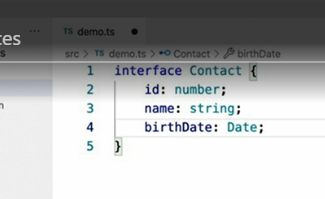 demo.ts
src > TS demo.ts > Contact > birthDate
1 interface Contact {
2 id: number;
3 name: string;
4 birthDate: Date;
5 }